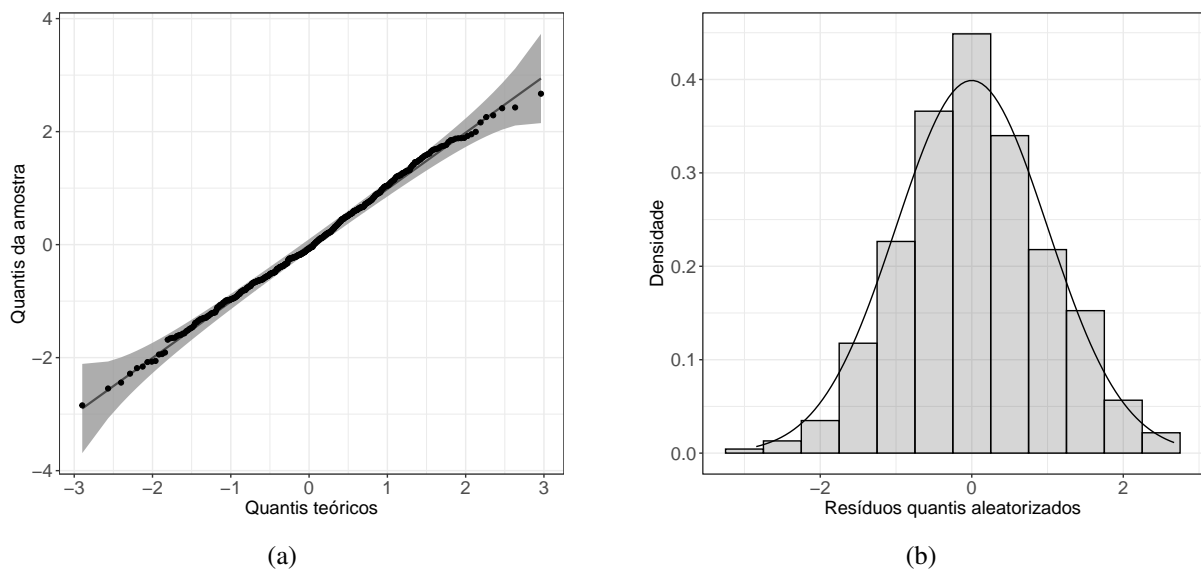 4
2
0
−2
−4
Quantis da amostra
−3 −2 −1 0 1 2 3
Quantis teóricos
(a)
0.4
0.3
0.2
0.1
0.0
Densidade
−2 0 2
Resíduos quantis aleatorizados
(b)